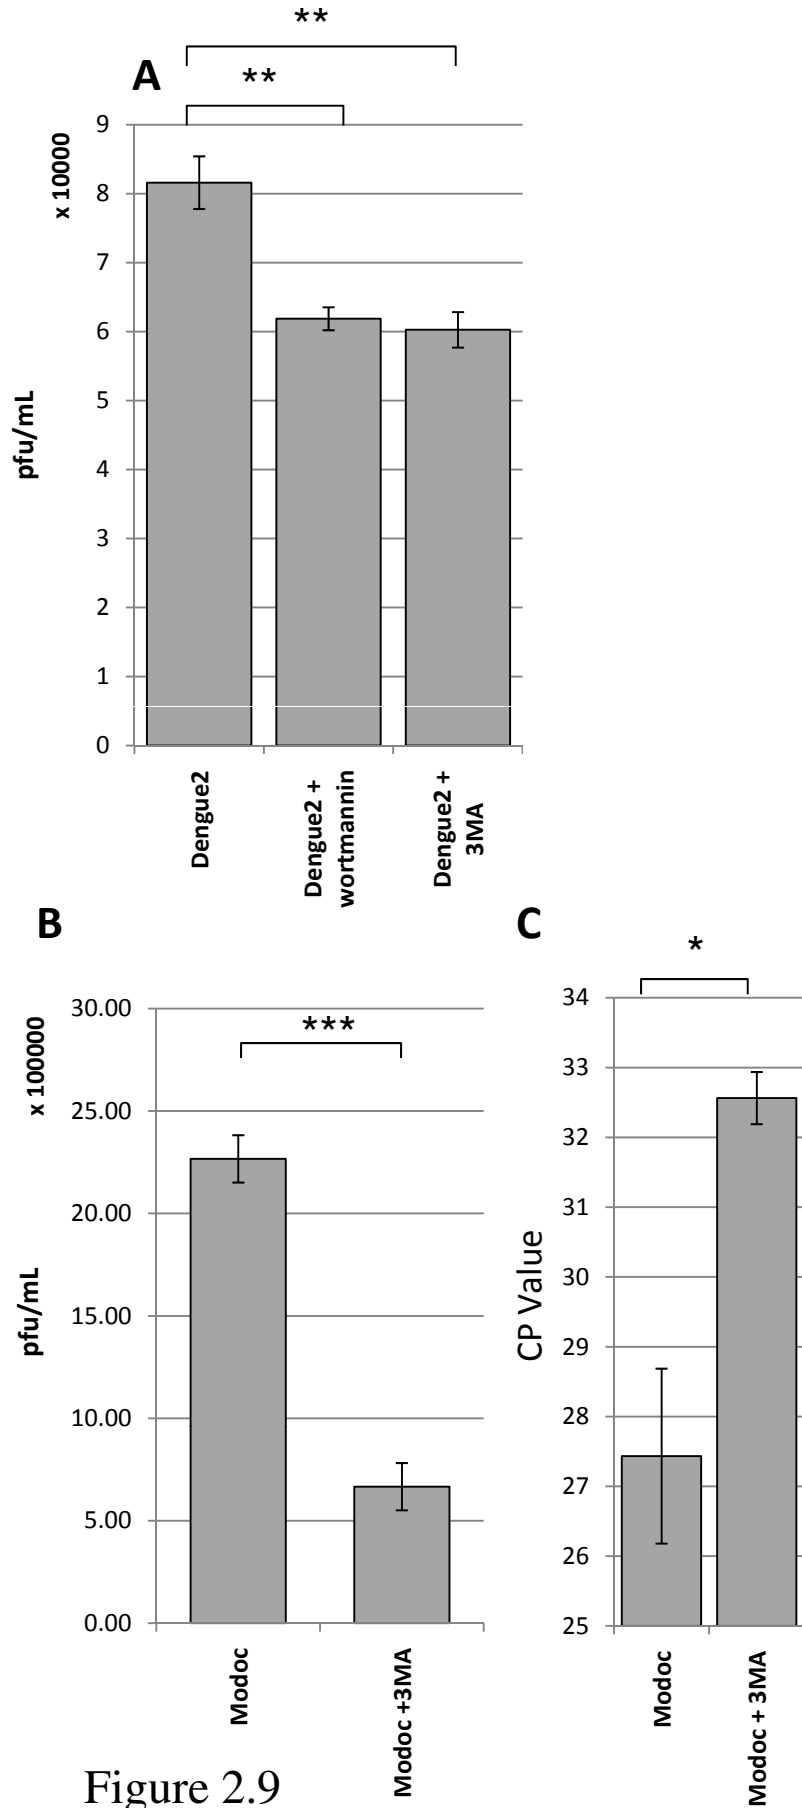 **
A
**
x 10000
pfu/mL
9
8
7
6
5
4
3
2
1
0
Dengue2
Dengue2 +
wortmannin
Dengue2 +
3MA
B
x 100000
pfu/mL
30.00
25.00
20.00
15.00
10.00
5.00
0.00
***
Modoc
Modoc +3MA
C
*
CP Value
34
33
32
31
30
29
28
27
26
25
Modoc
Modoc + 3MA
Figure 2.9